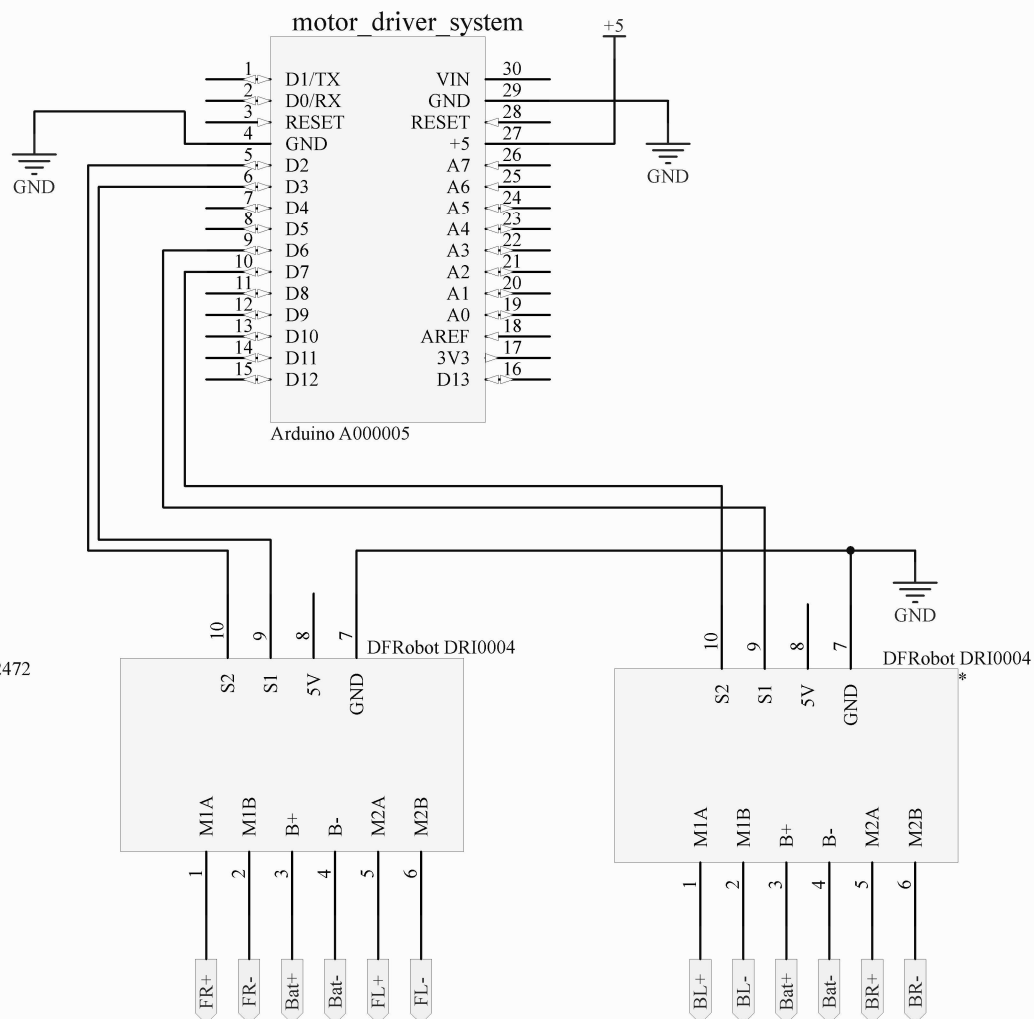 motor_driver_system
+5
1 D1/TX VIN 30
2 D0/RX GND 29
3 RESET RESET 28
4 GND +5 27
5 D2 A7 26
6 D3 A6 25
7 D4 A5 24
8 D5 A4 23
9 D6 A3 22
10 D7 A2 21
11 D8 A1 20
12 D9 A0 19
13 D10 AREF 18
14 D11 3V3 17
15 D12 D13 16
GND
GND
Arduino A000005
GND
10 9 8 7
DFRobot DRI0004
S2 S1 5V GND
M1A M1B B+ B- M2A M2B
1 2 3 4 5 6
FR+ FR- Bat+ Bat- FL+ FL-
10 9 8 7
DFRobot DRI0004
*
S2 S1 5V GND
M1A M1B B+ B- M2A M2B
1 2 3 4 5 6
BL+ BL- Bat+ Bat- BR+ BR-